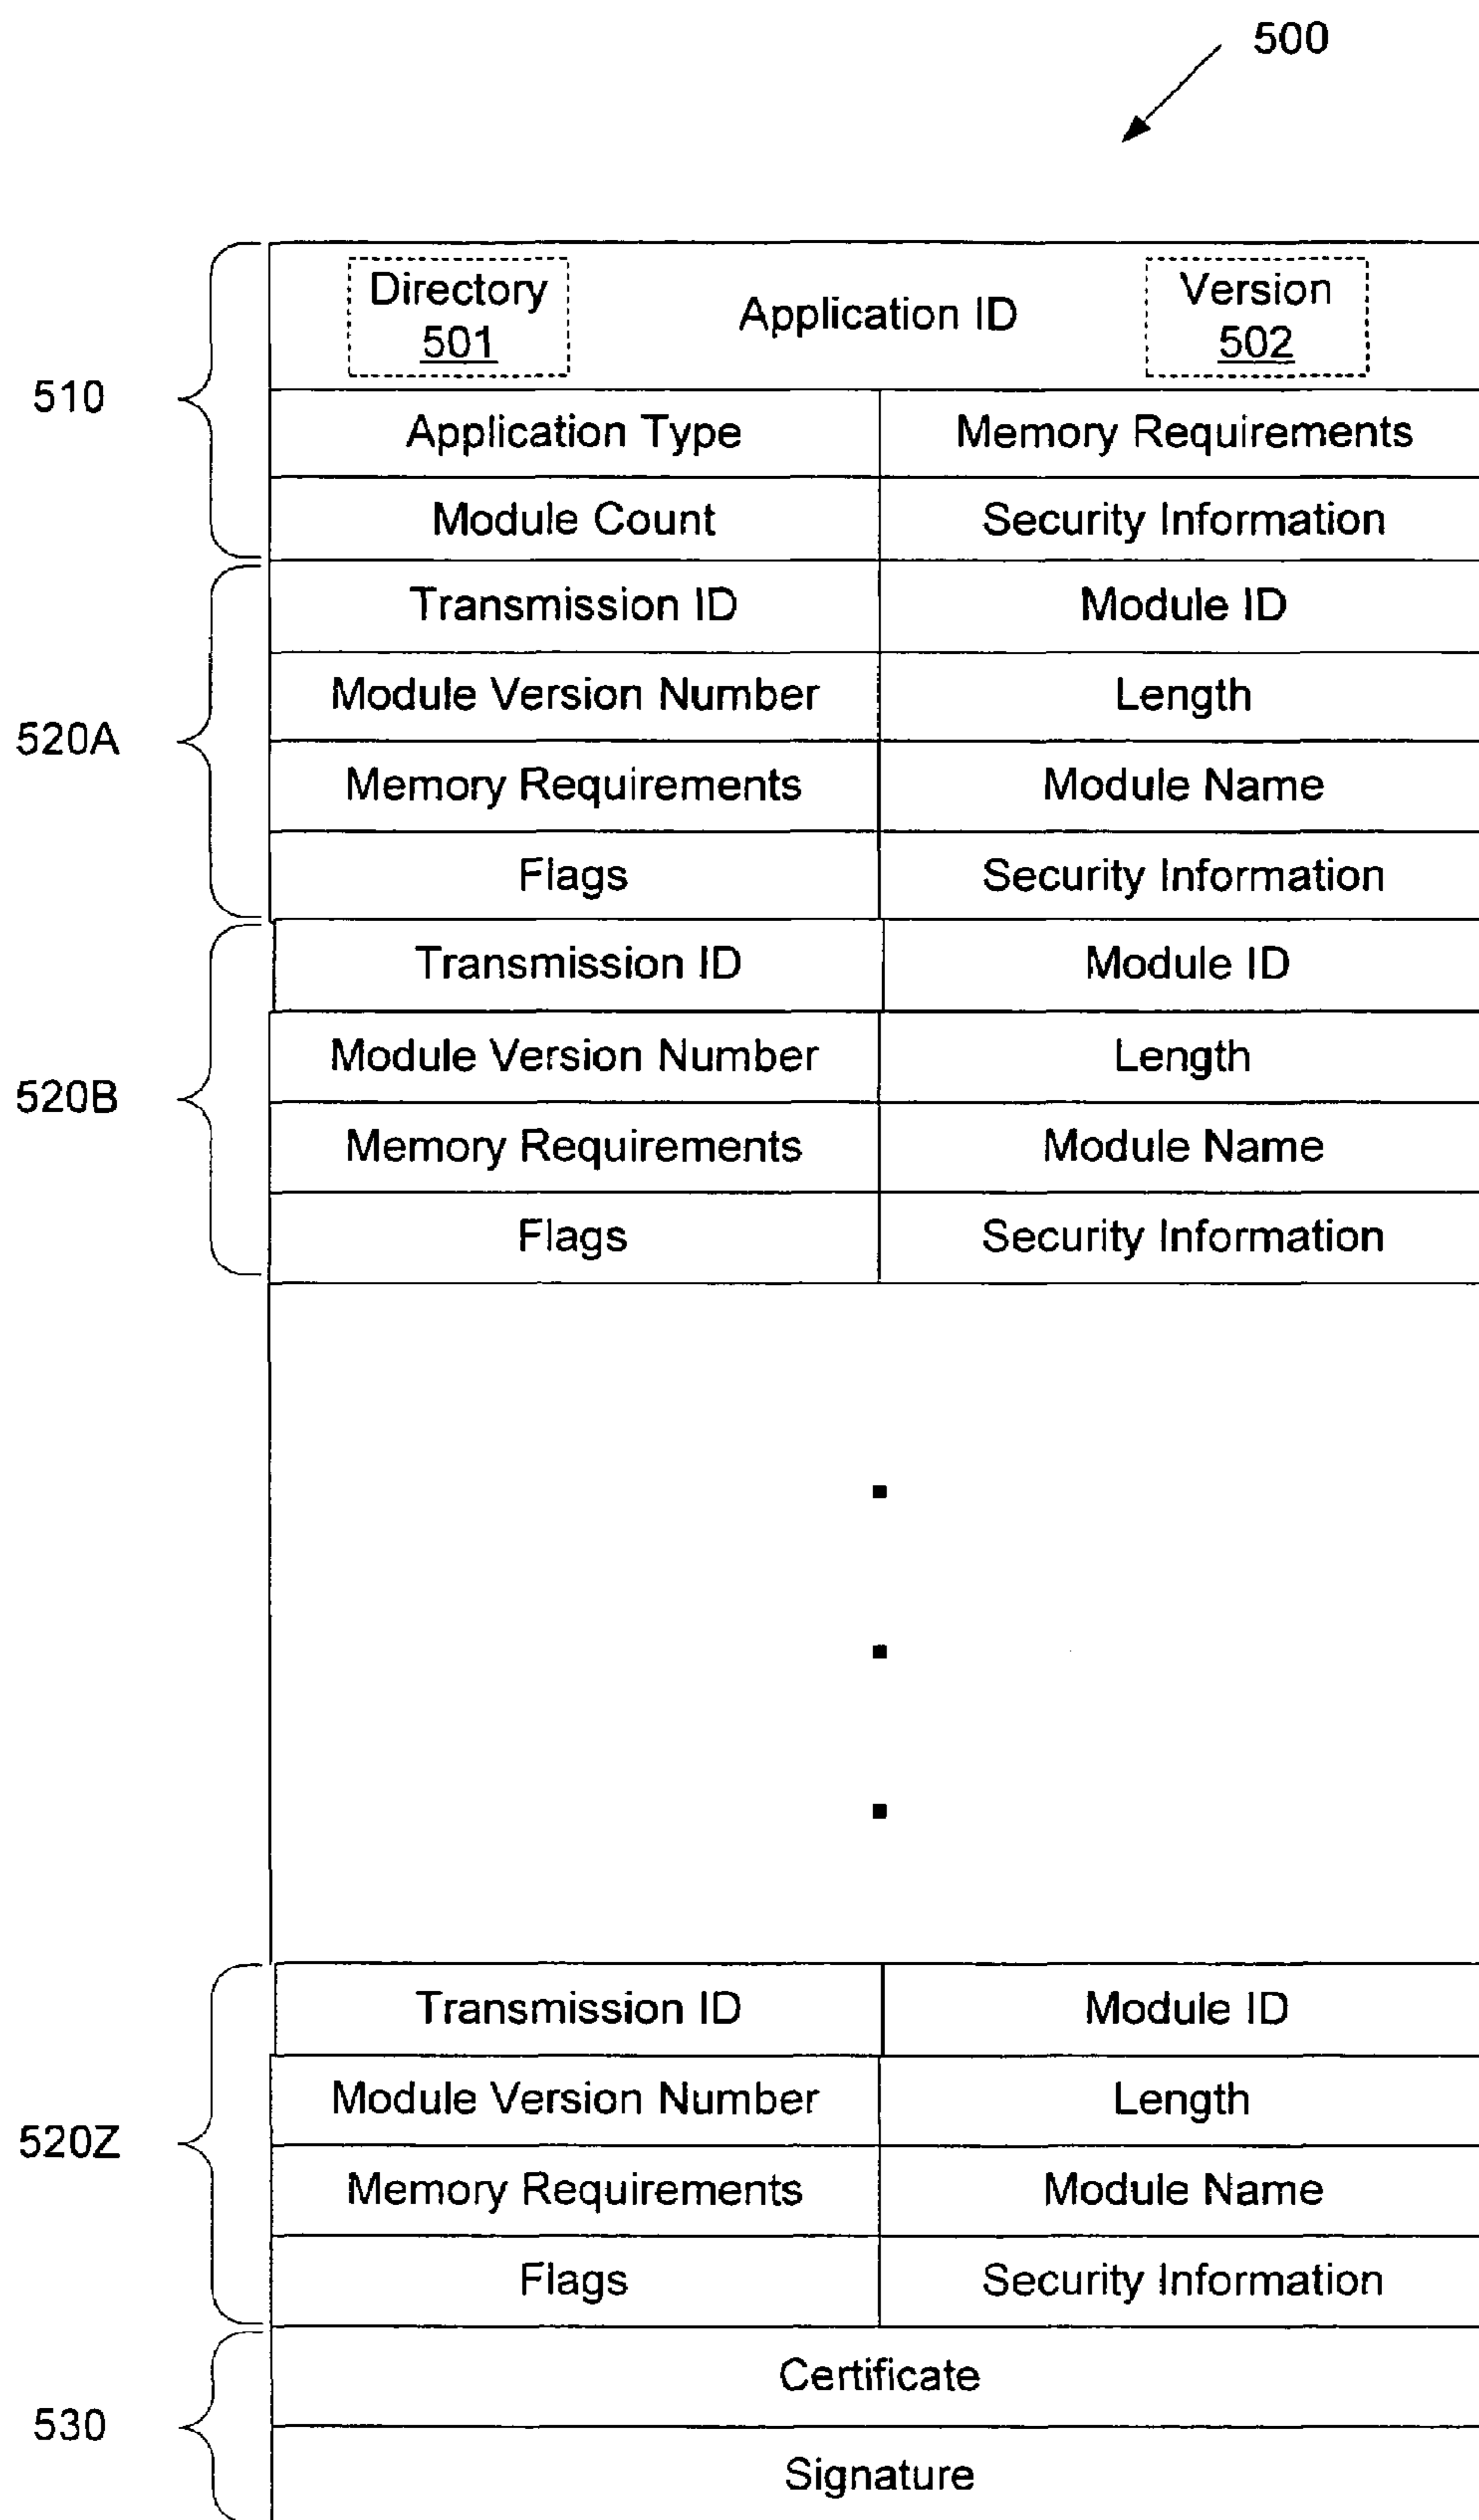 500
Directory
501
Application ID
Version
502
510
Application Type Memory Requirements
Module Count Security Information
Transmission ID Module ID
Module Version Number Length
520A
Memory Requirements Module Name
Flags Security Information
Transmission ID Module ID
Module Version Number Length
520B
Memory Requirements Module Name
Flags Security Information
Transmission ID Module ID
Module Version Number Length
520Z
Memory Requirements Module Name
Flags Security Information
Certificate
530
Signature